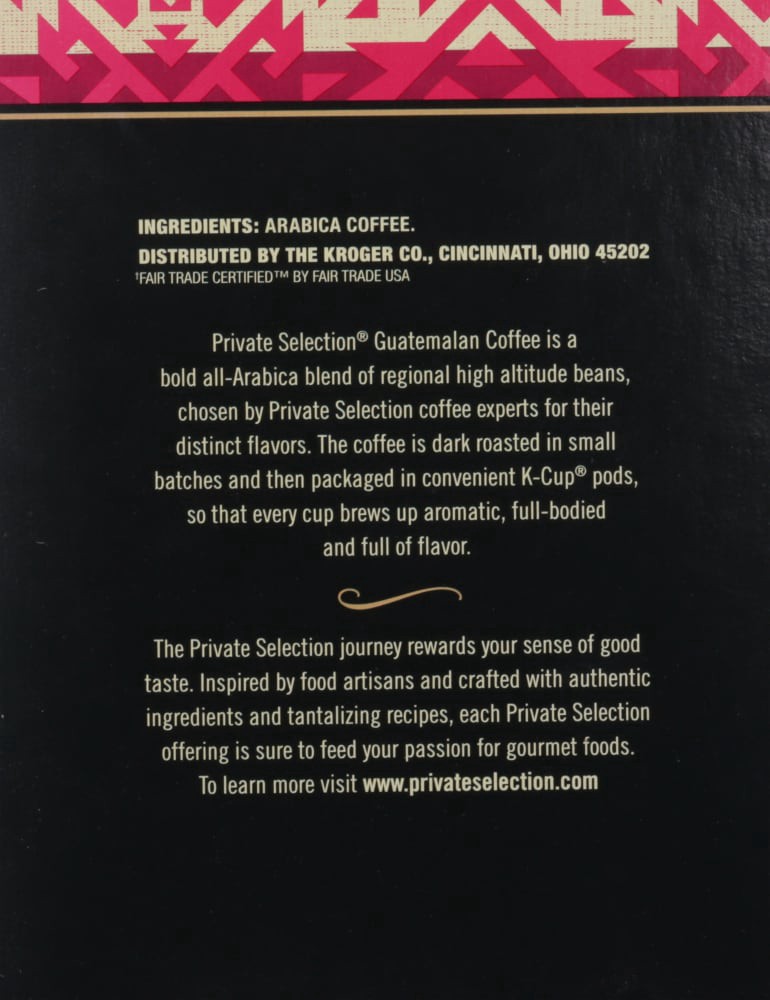 INGREDIENTS: ARABICA COFFEE.
DISTRIBUTED BY THE KROGER CO., CINCINNATI, OHIO 45202
†FAIR TRADE CERTIFIED™ BY FAIR TRADE USA
Private Selection® Guatemalan Coffee is a
bold all-Arabica blend of regional high altitude beans,
chosen by Private Selection coffee experts for their
distinct flavors. The coffee is dark roasted in small
batches and then packaged in convenient K-Cup® pods,
so that every cup brews up aromatic, full-bodied
and full of flavor.
The Private Selection journey rewards your sense of good
taste. Inspired by food artisans and crafted with authentic
ingredients and tantalizing recipes, each Private Selection
offering is sure to feed your passion for gourmet foods.
To learn more visit www.privateselection.com